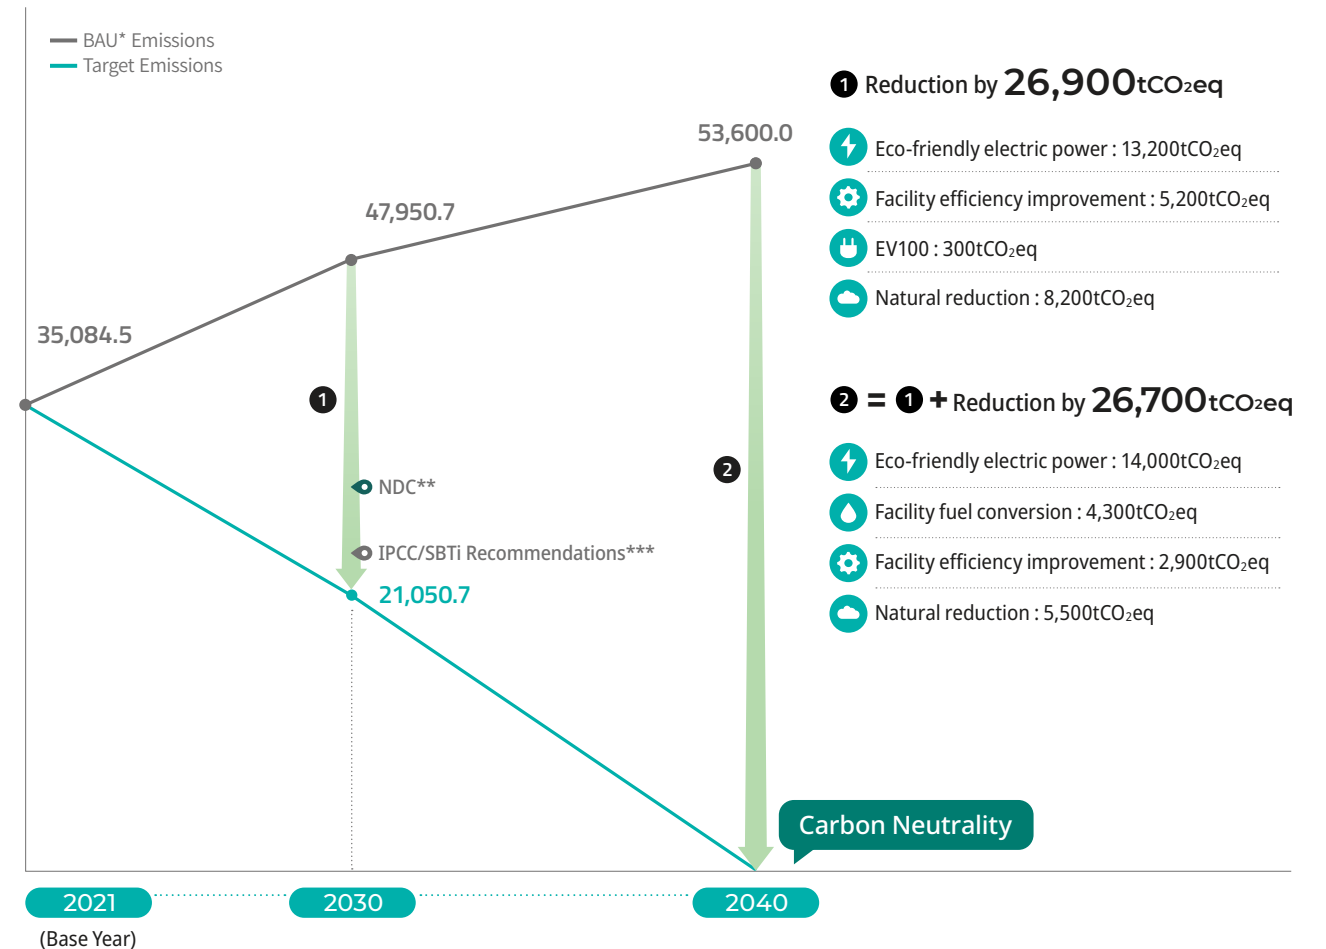 BAU* Emissions
Target Emissions
35,084.5
47,950.7
53,600.0
1
2
NDC**
IPCC/SBTi Recommendations***
21,050.7
Carbon Neutrality
2021
2030
2040
(Base Year)
1 Reduction by 26,900tCO₂eq
Eco-friendly electric power : 13,200tCO₂eq
Facility efficiency improvement : 5,200tCO₂eq
EV100 : 300tCO₂eq
Natural reduction : 8,200tCO₂eq
2 = 1 + Reduction by 26,700tCO₂eq
Eco-friendly electric power : 14,000tCO₂eq
Facility fuel conversion : 4,300tCO₂eq
Facility efficiency improvement : 2,900tCO₂eq
Natural reduction : 5,500tCO₂eq